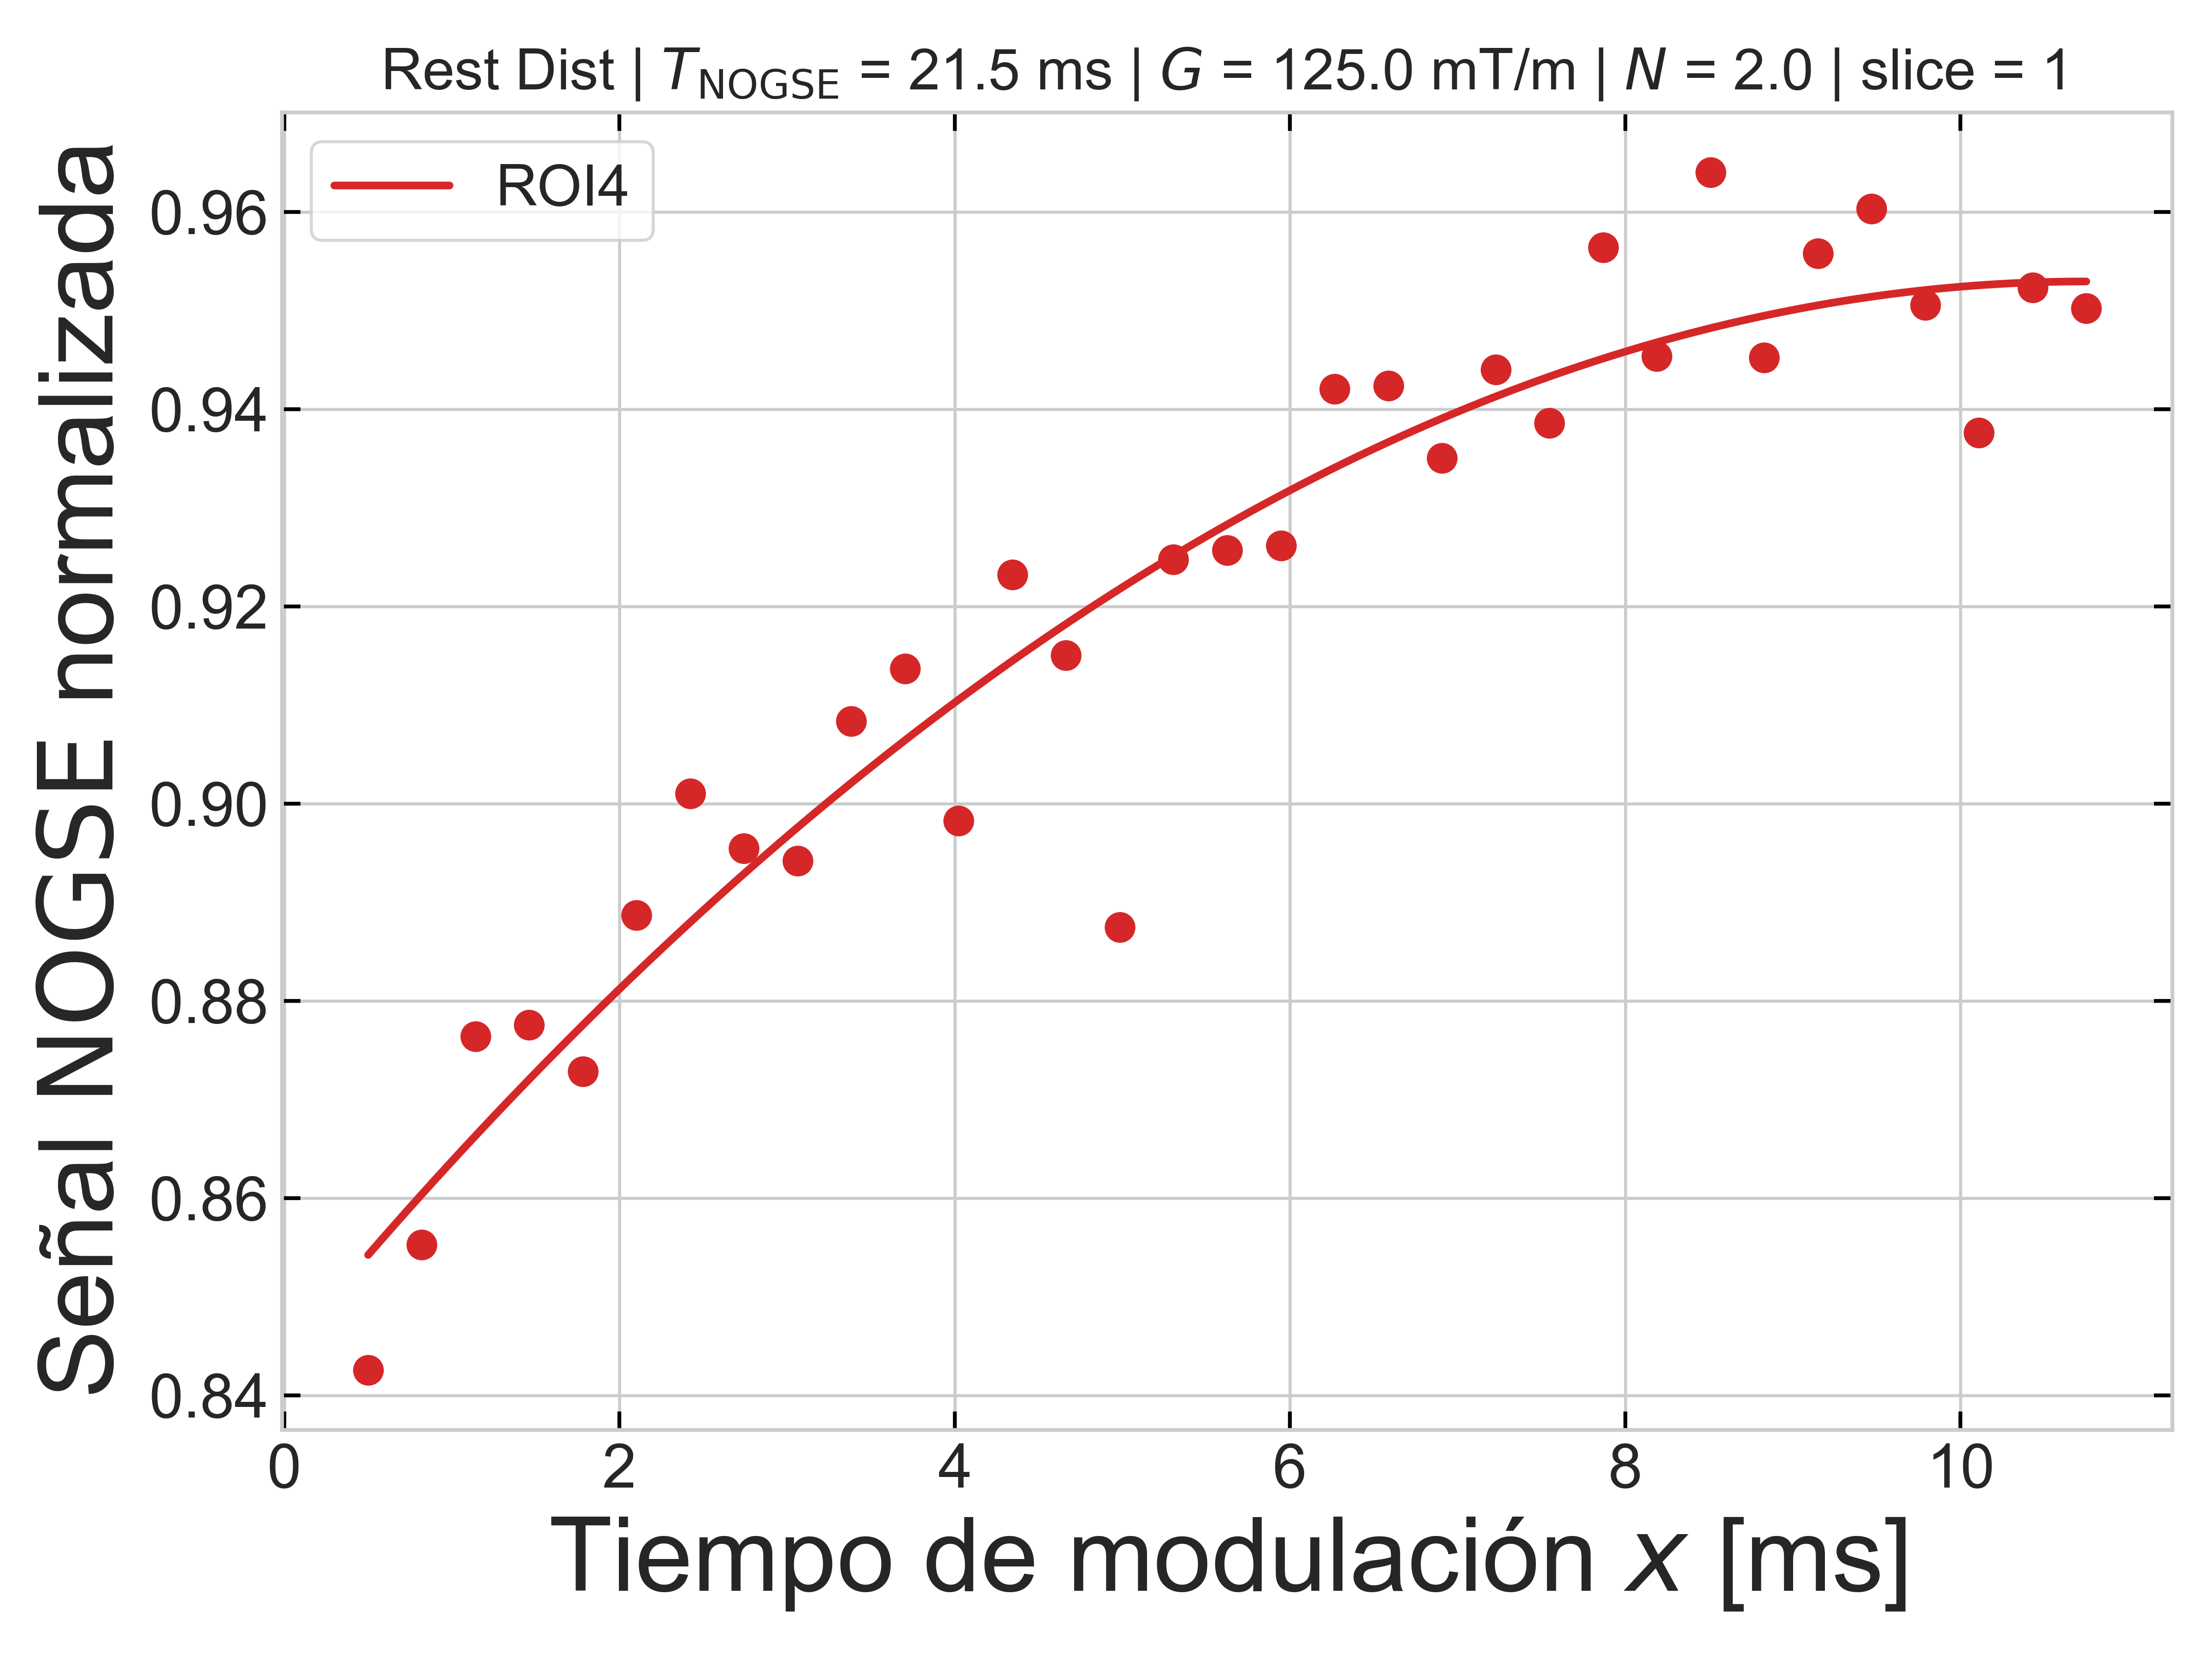 Rest Dist | T_NOGSE = 21.5 ms | G = 125.0 mT/m | N = 2.0 | slice = 1
ROI4
Señal NOGSE normalizada
0.96
0.94
0.92
0.90
0.88
0.86
0.84
0 2 4 6 8 10
Tiempo de modulación x [ms]